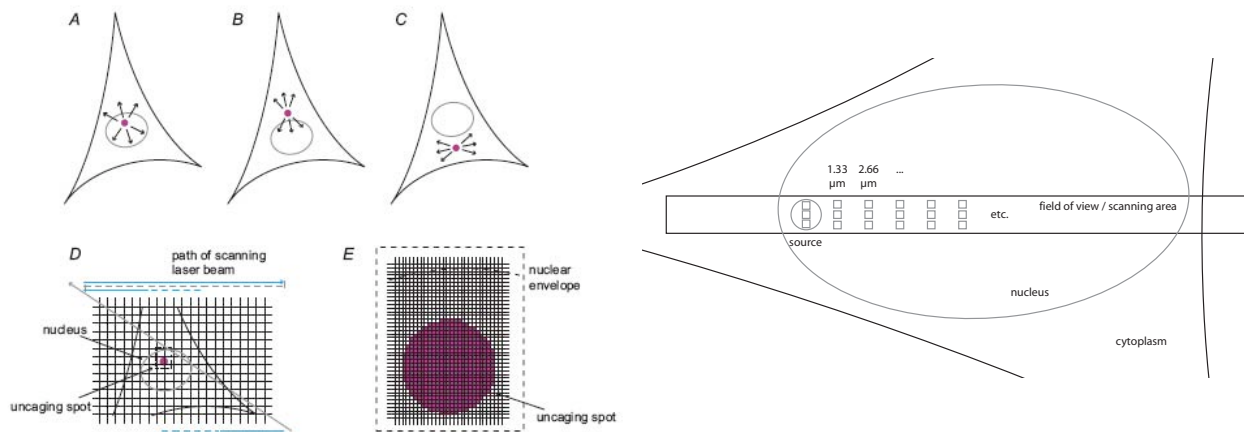 A
B
C
D
path of scanning
laser beam
nucleus
uncaging spot
E
nuclear
envelope
uncaging spot
1.33
µm
2.66
µm
...
etc.
field of view / scanning area
source
nucleus
cytoplasm